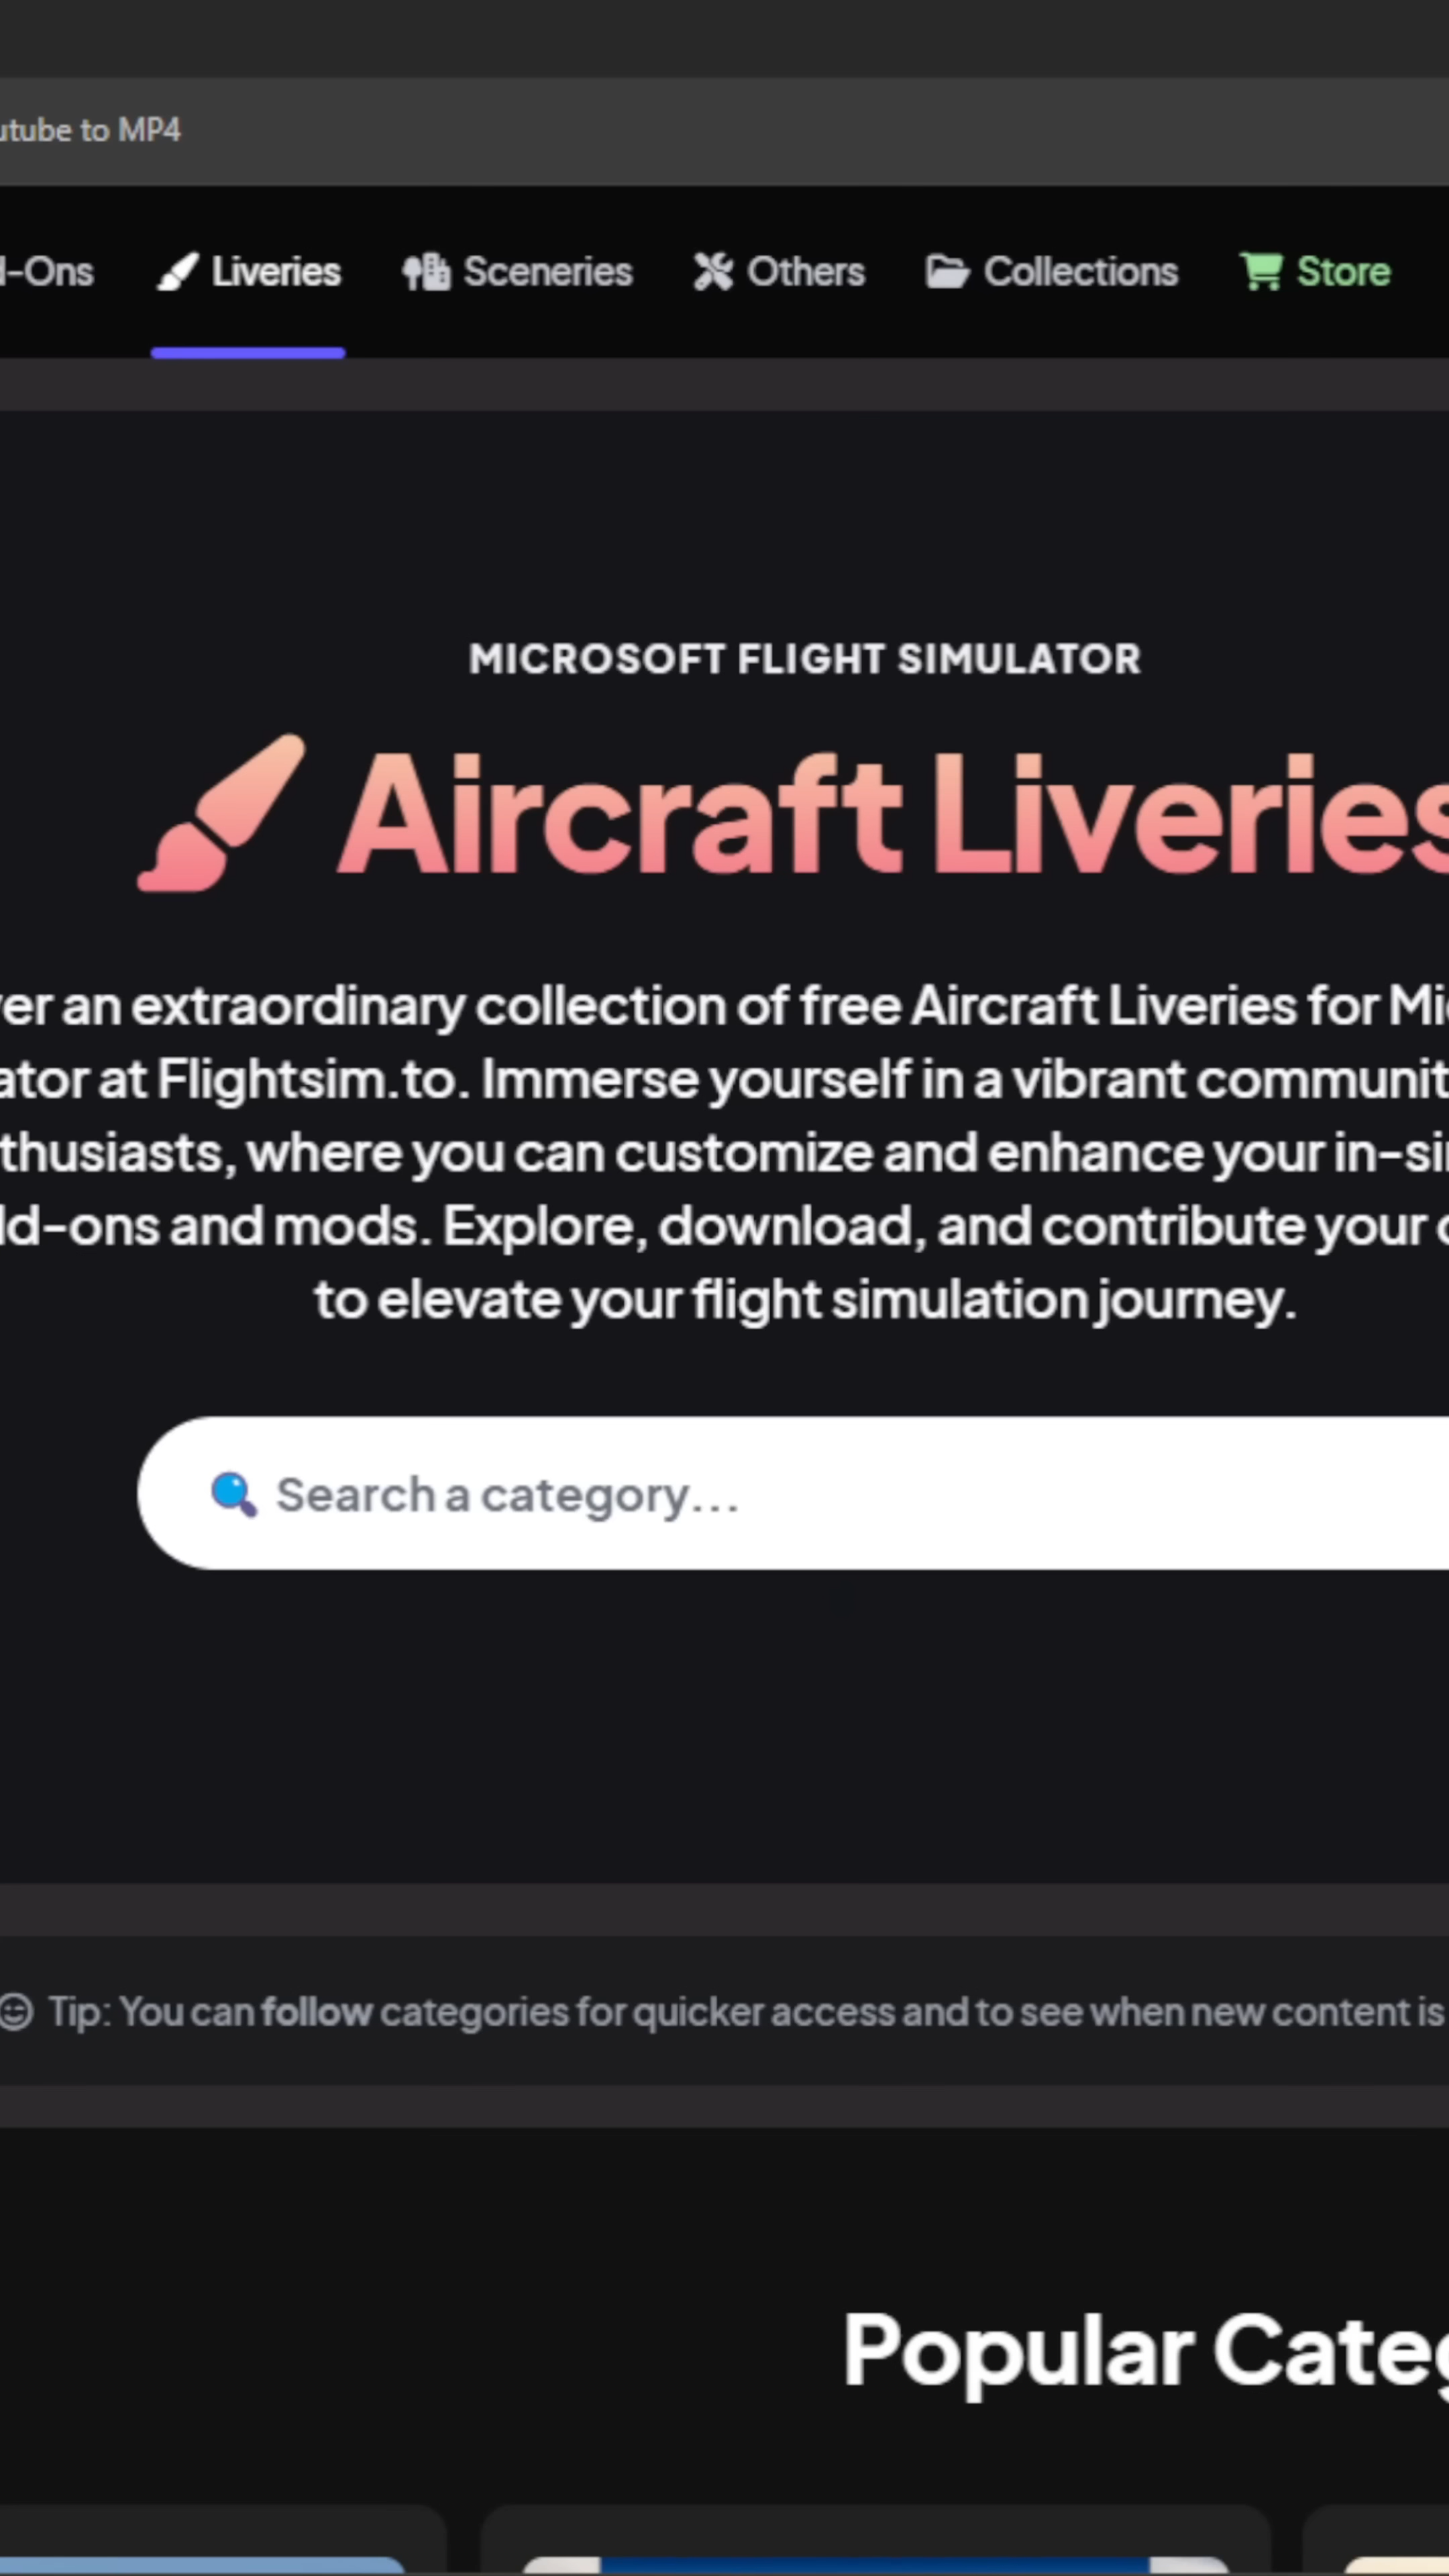 utube to MP4
d-Ons Liveries Sceneries Others Collections Store
MICROSOFT FLIGHT SIMULATOR
Aircraft Liveries
er an extraordinary collection of free Aircraft Liveries for Mi
ator at Flightsim.to. Immerse yourself in a vibrant communit
thusiasts, where you can customize and enhance your in-si
ld-ons and mods. Explore, download, and contribute your
to elevate your flight simulation journey.
Search a category...
Tip: You can follow categories for quicker access and to see when new content is
Popular Categ